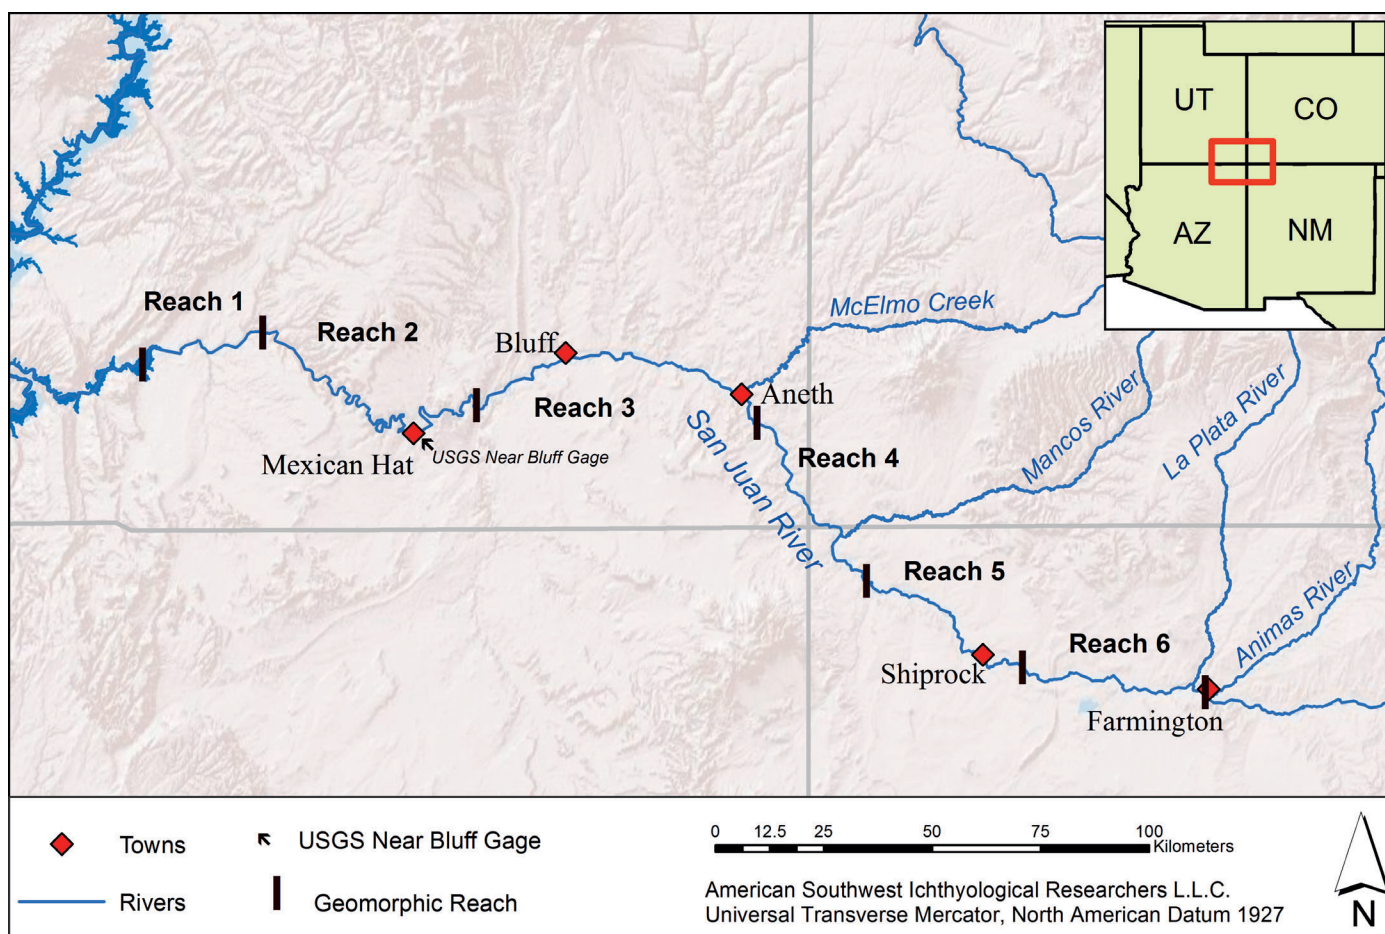 UT
CO
AZ
NM
McElmo Creek
Reach 1
Reach 2
Bluff
Reach 3
Aneth
Mexican Hat
USGS Near Bluff Gage
San Juan River
Reach 4
Mancos River
La Plata River
Reach 5
Reach 6
Animas River
Shiprock
Farmington
Towns
USGS Near Bluff Gage
Rivers
Geomorphic Reach
0 12.5 25 50 75 100
Kilometers
American Southwest Ichthyological Researchers L.L.C.
Universal Transverse Mercator, North American Datum 1927
N